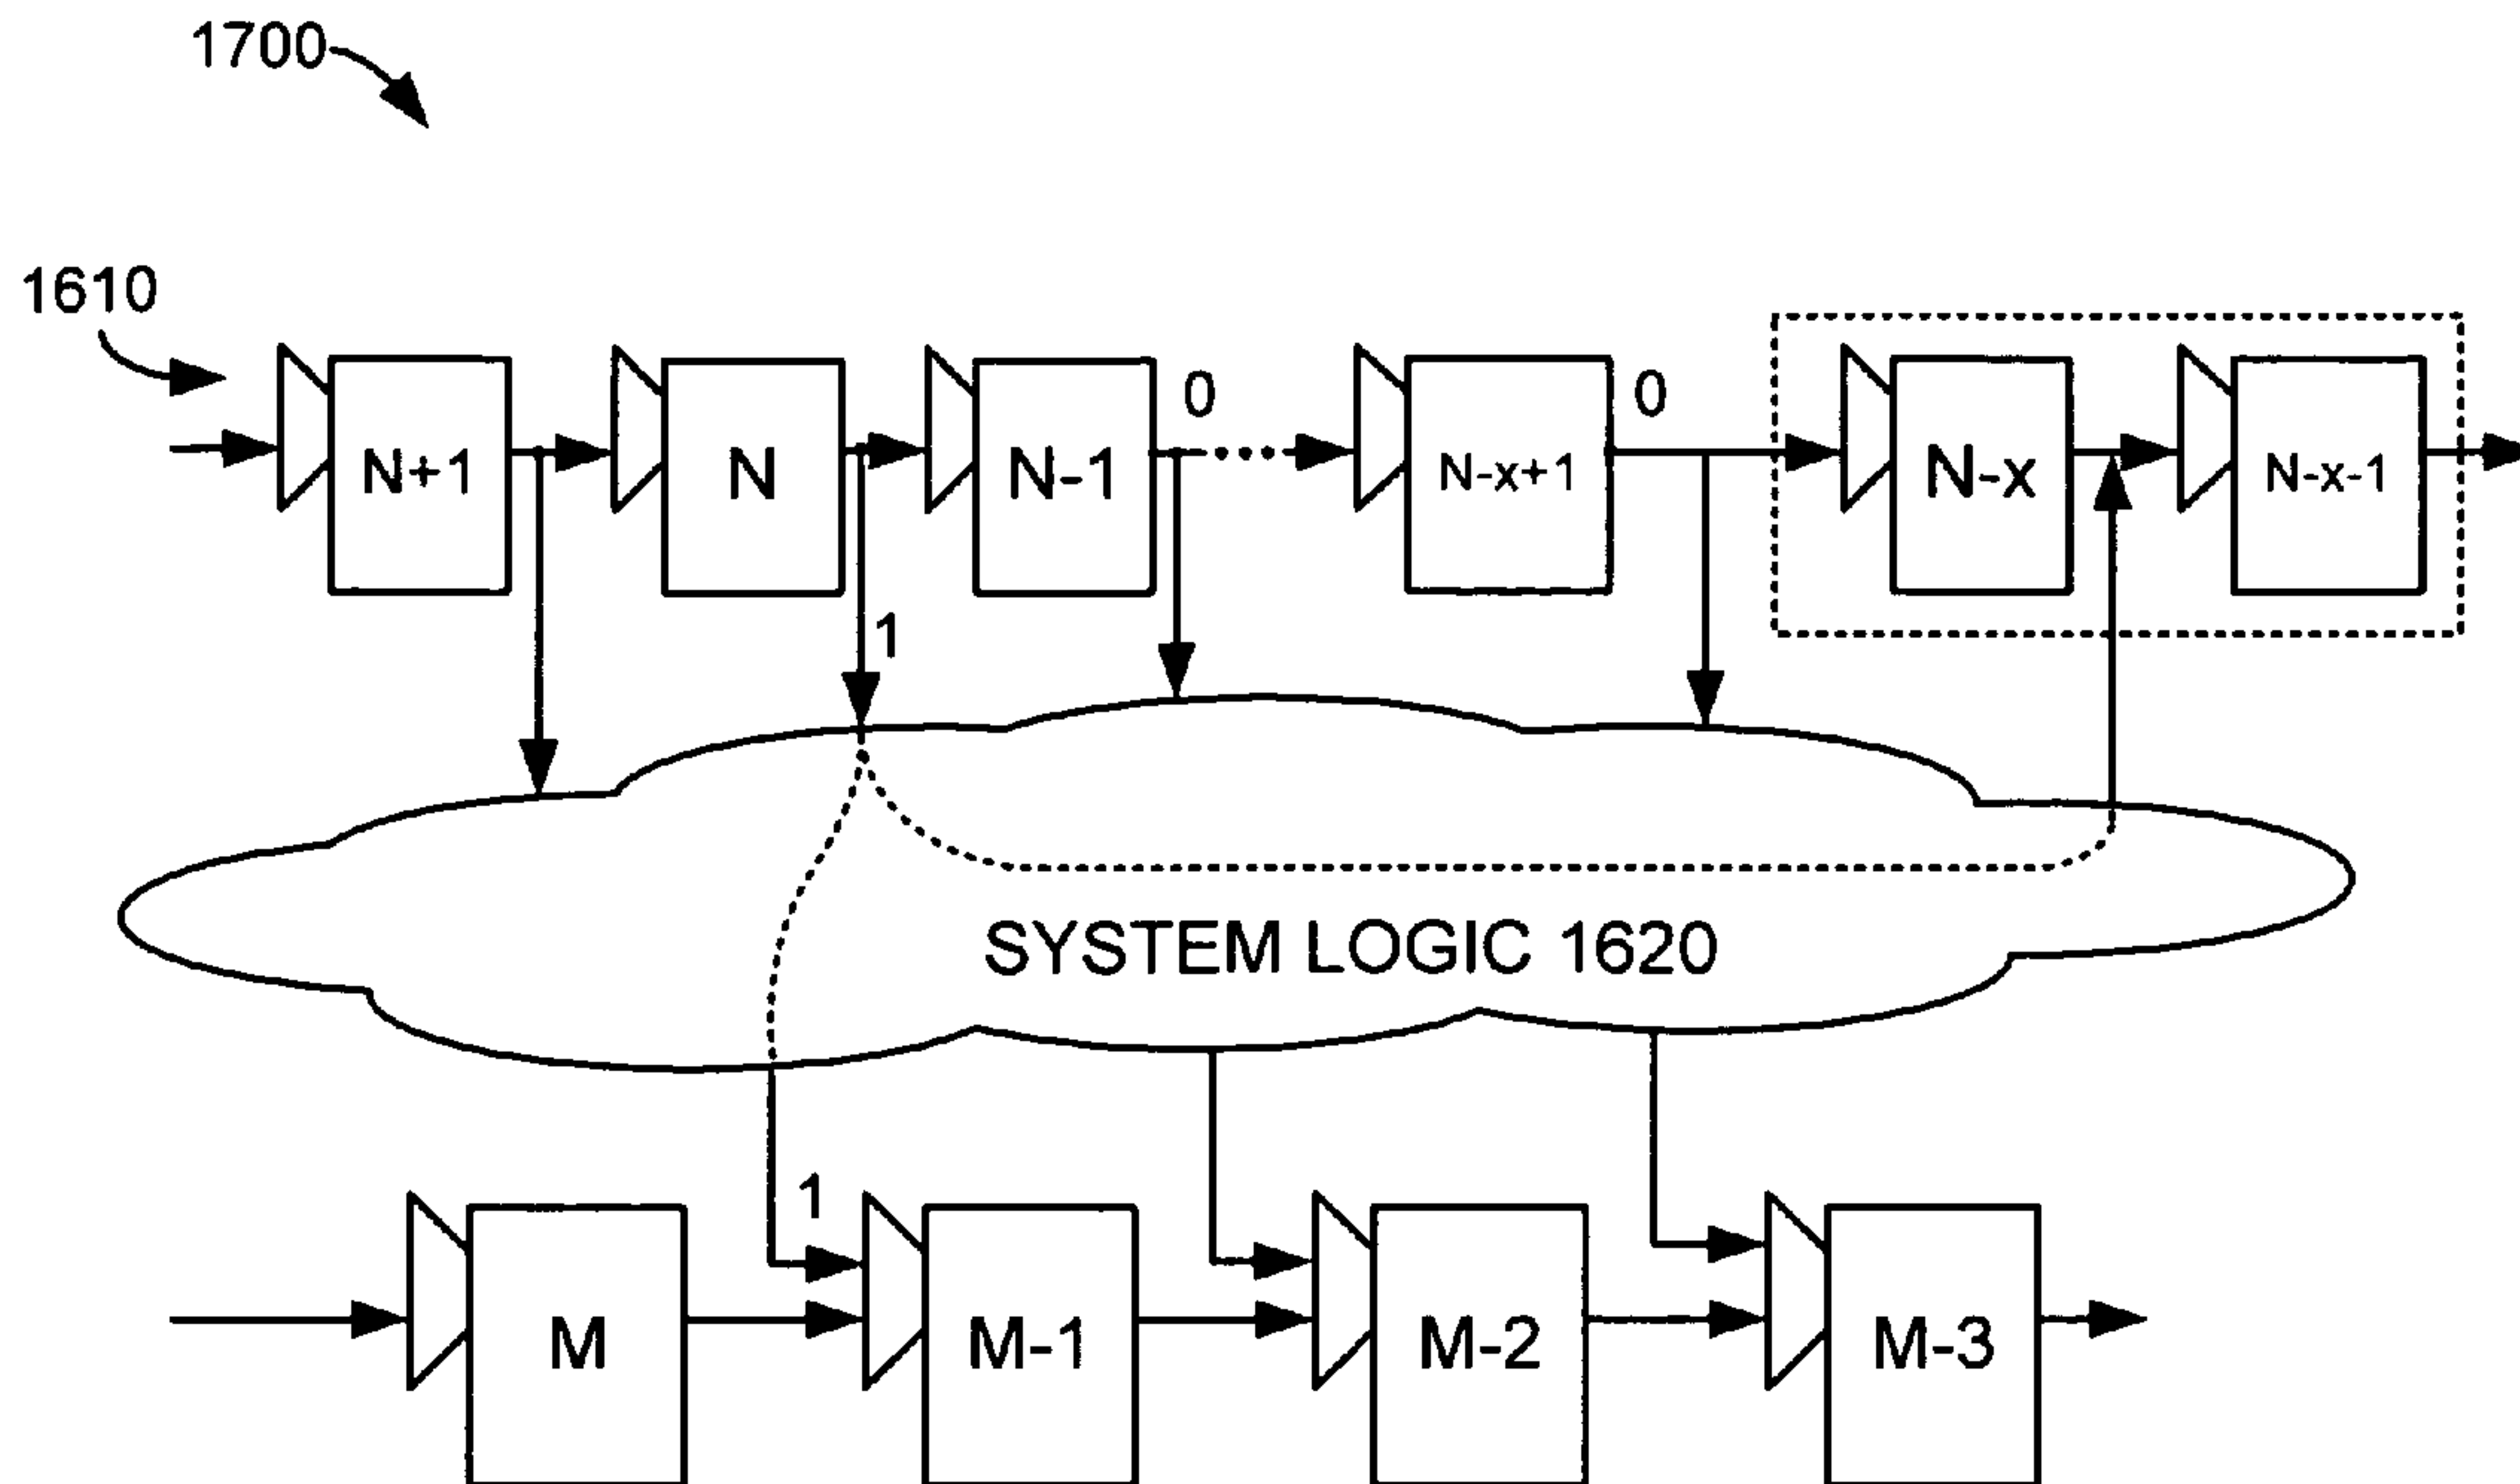 1700
1610
N+1
N
N-1
0
N-x+1
0
N-x
N-x-1
1
SYSTEM LOGIC 1620
1
M
M-1
M-2
M-3